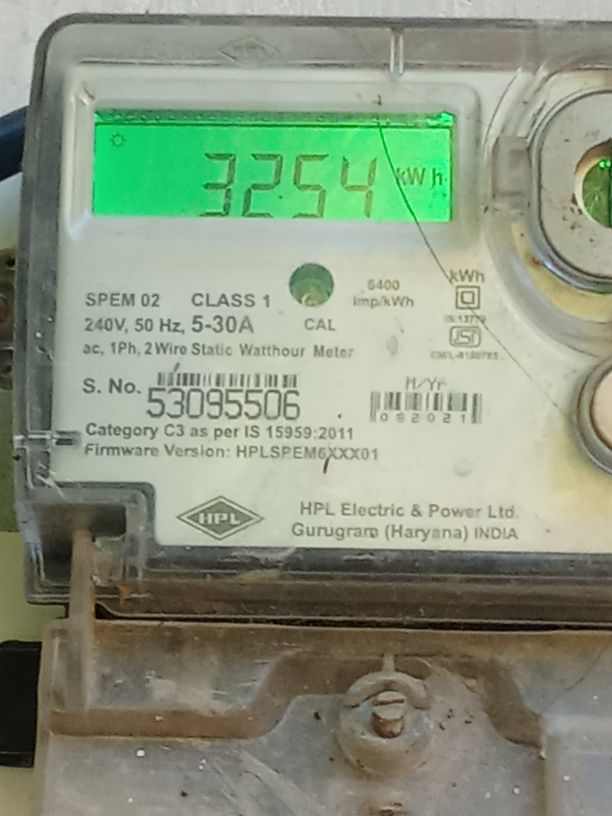 HPL
3254 kWh
SPEM 02 CLASS 1
6400
imp/kWh
kWh
240V, 50 Hz, 5-30A CAL
ac, 1Ph, 2 Wire Static Watthour Meter
S. No. 53095506
M/Yr
082021
Category C3 as per IS 15959:2011
Firmware Version: HPLSPEM6XXX01
HPL
HPL Electric & Power Ltd.
Gurugram (Haryana) INDIA